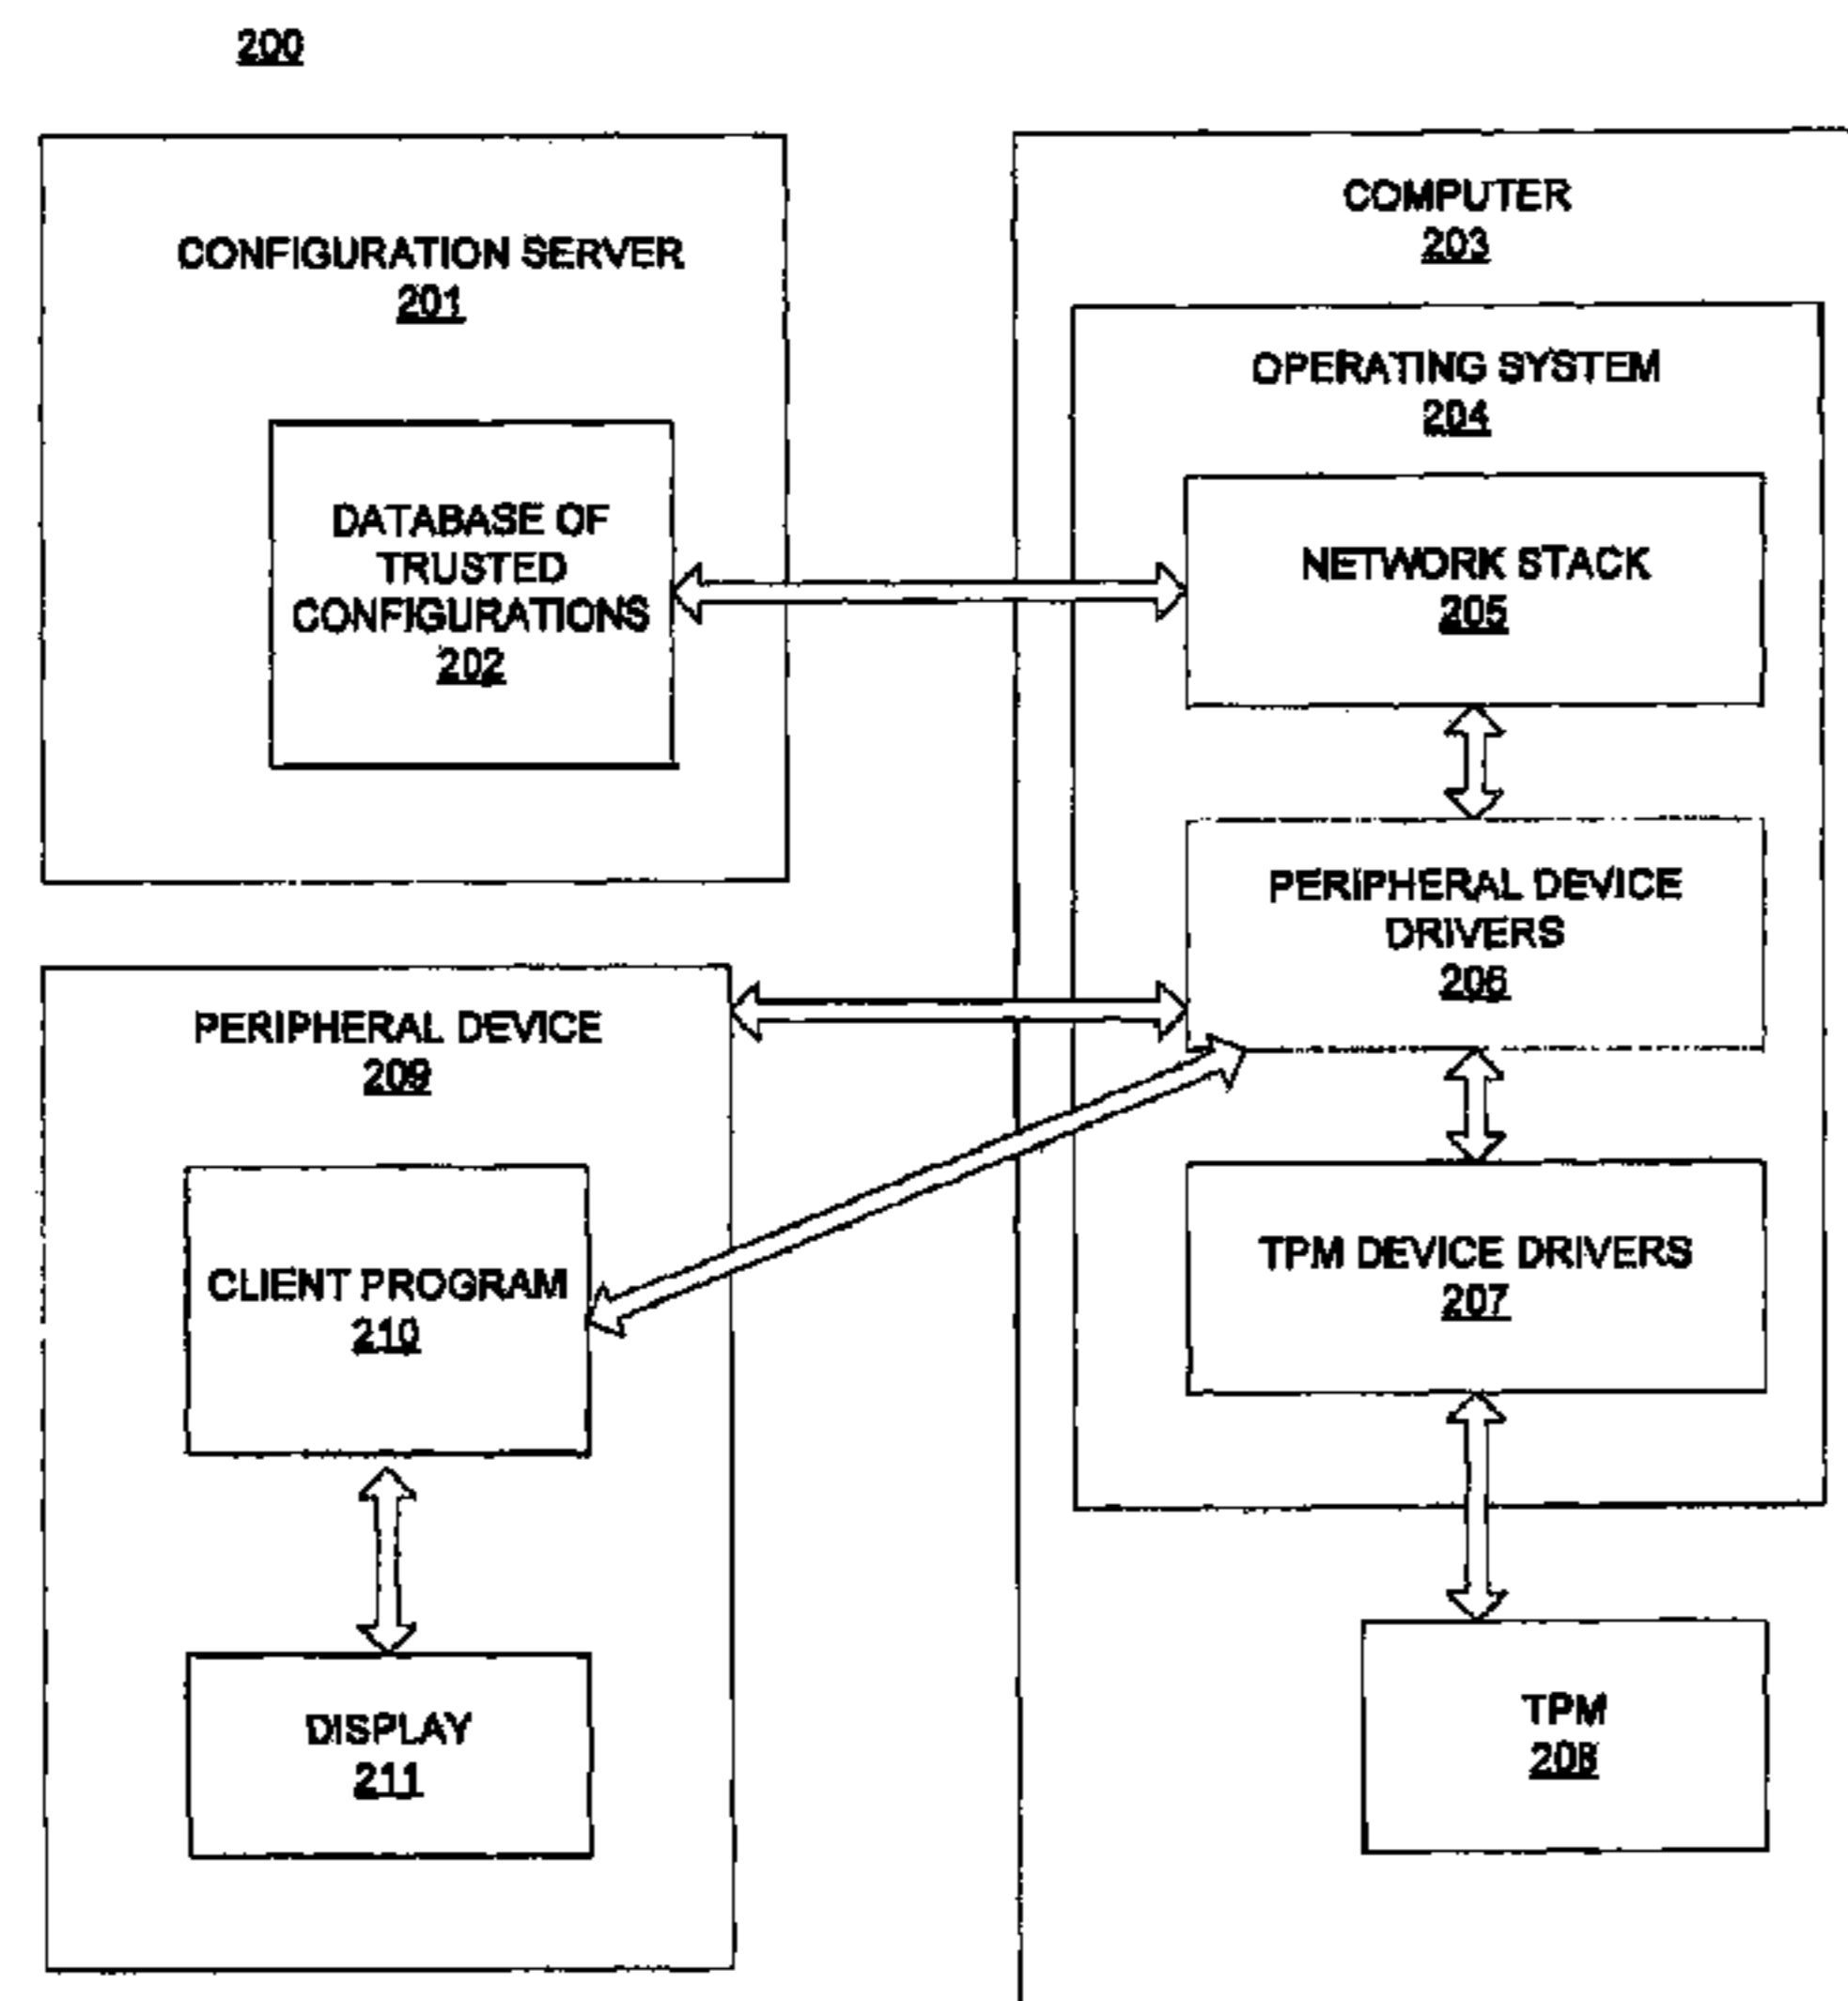 200
CONFIGURATION SERVER
201
DATABASE OF
TRUSTED
CONFIGURATIONS
202
COMPUTER
203
OPERATING SYSTEM
204
NETWORK STACK
205
PERIPHERAL DEVICE
DRIVERS
206
TPM DEVICE DRIVERS
207
TPM
208
PERIPHERAL DEVICE
209
CLIENT PROGRAM
210
DISPLAY
211